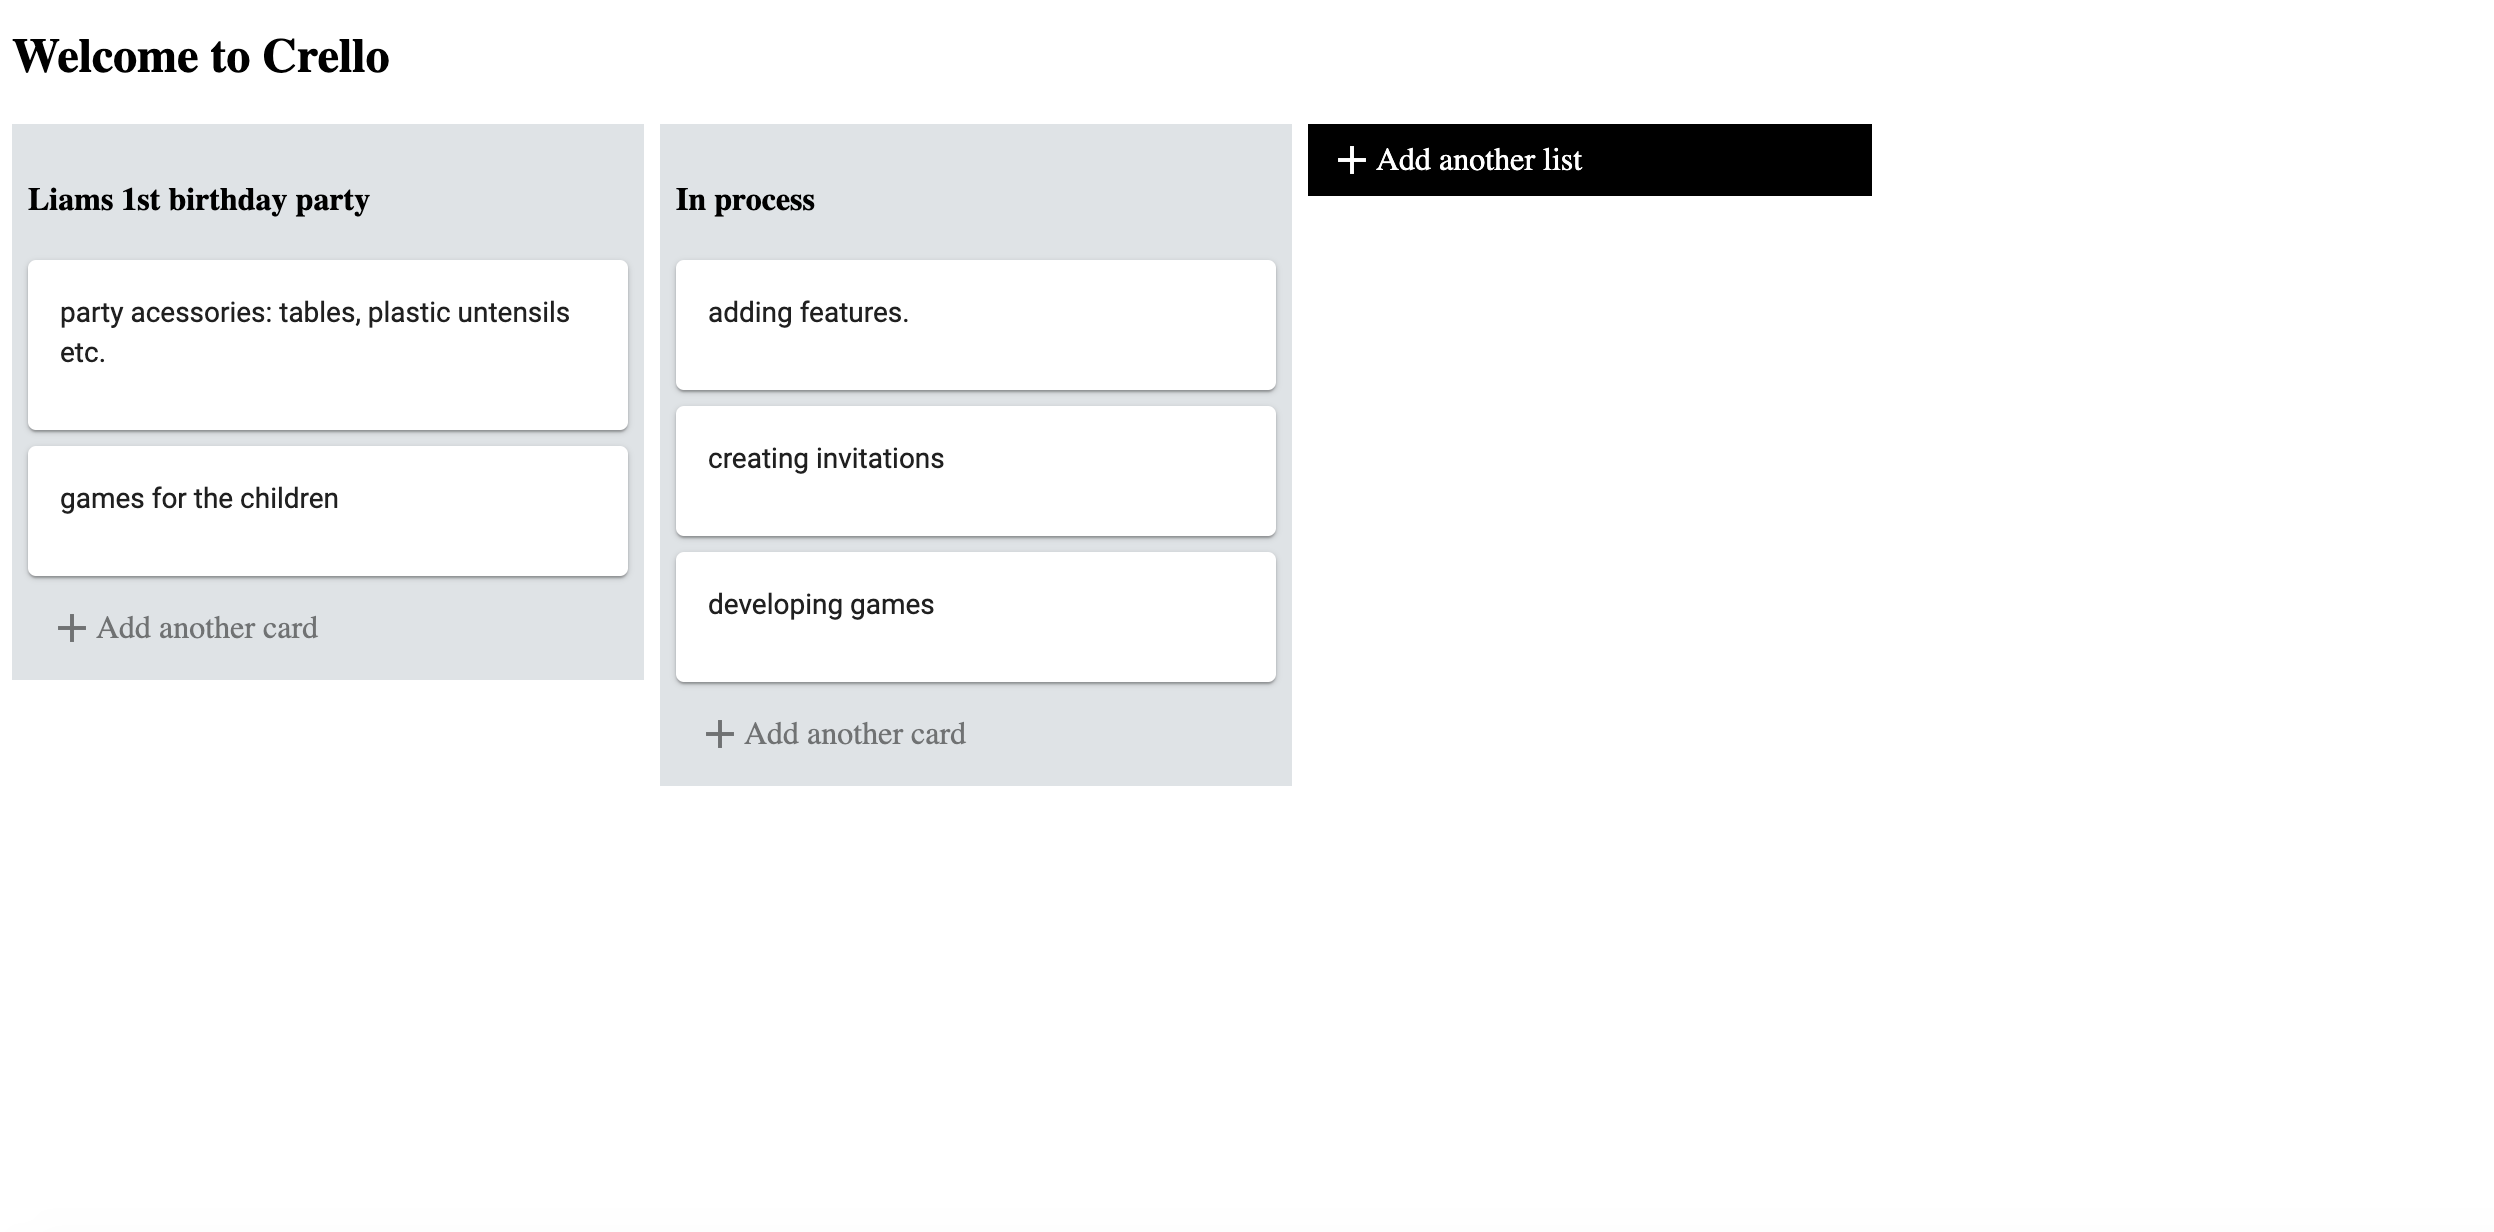 Welcome to Crello
Liams 1st birthday party
party acessories: tables, plastic untensils
etc.
games for the children
Add another card
In process
adding features.
creating invitations
developing games
Add another card
Add another list